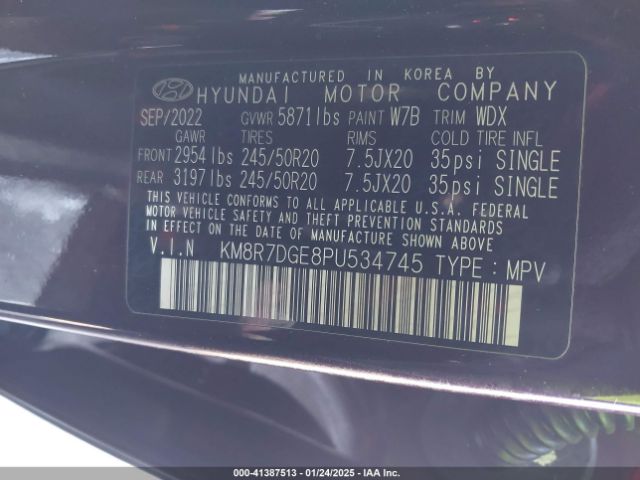 MANUFACTURED IN KOREA BY
HYUNDAI MOTOR COMPANY
SEP/2022 GVWR 5871lbs PAINT W7B TRIM WDX
GAWR TIRES RIMS COLD TIRE INFL
FRONT 2954lbs 245/50R20 7.5JX20 35psi SINGLE
REAR 3197lbs 245/50R20 7.5JX20 35psi SINGLE
THIS VEHICLE CONFORMS TO ALL APPLICABLE U.S.A. FEDERAL
MOTOR VEHICLE SAFETY AND THEFT PREVENTION STANDARDS
IN EFFECT ON THE DATE OF MANUFACTURE SHOWN ABOVE.
V.I.N KM8R7DGE8PU534745 TYPE : MPV
000-41387513 - 01/24/2025 - IAA, Inc.